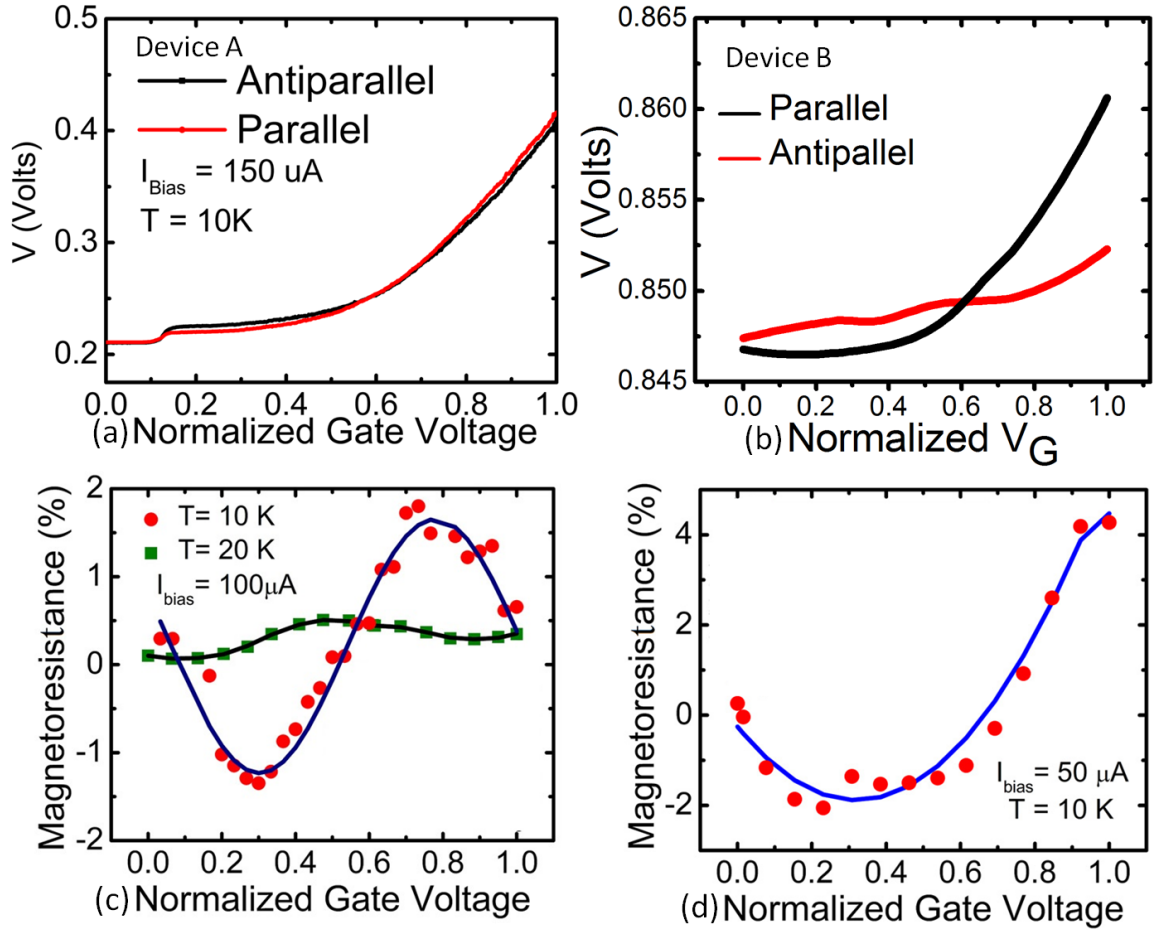 0.5
0.4
0.3
0.2
V (Volts)
Device A
Antiparallel
Parallel
I_Bias = 150 uA
T = 10K
0.0 0.2 0.4 0.6 0.8 1.0
(a) Normalized Gate Voltage
0.865
0.860
0.855
0.850
0.845
V (Volts)
Device B
Parallel
Antipallel
0.0 0.2 0.4 0.6 0.8 1.0
(b) Normalized V_G
2
1
0
-1
-2
Magnetoresistance (%)
T= 10 K
T= 20 K
I_bias = 100μA
0.0 0.2 0.4 0.6 0.8 1.0
(c) Normalized Gate Voltage
4
2
0
-2
Magnetoresistance (%)
I_bias = 50 μA
T = 10 K
0.0 0.2 0.4 0.6 0.8 1.0
(d) Normalized Gate Voltage